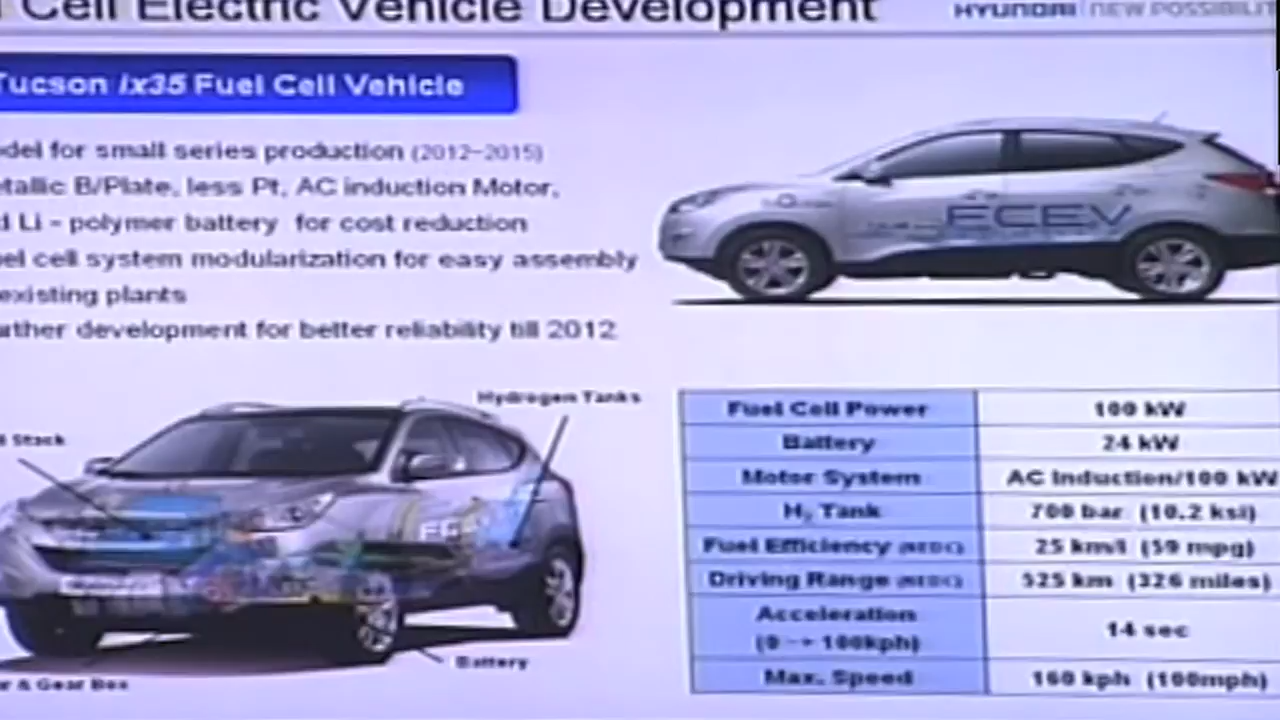 Cell Electric Vehicle Development
HYUNDAI | NEW POSSIBILIT
Tucson ix35 Fuel Cell Vehicle
del for small series production (2012~2015)
tallic B/Plate, less Pt, AC induction Motor,
d Li - polymer battery for cost reduction
el cell system modularization for easy assembly
existing plants
rther development for better reliability till 2012
FCEV
Hydrogen Tanks
Stack
Battery
r & Gear Box
Fuel Cell Power 100 kW
Battery 24 kW
Motor System AC Induction/100 kW
H₂ Tank 700 bar (10.2 ksi)
Fuel Efficiency 25 km/l (59 mpg)
Driving Range 525 km (326 miles)
Acceleration
(0 → 100kph) 14 sec
Max. Speed 160 kph (100mph)